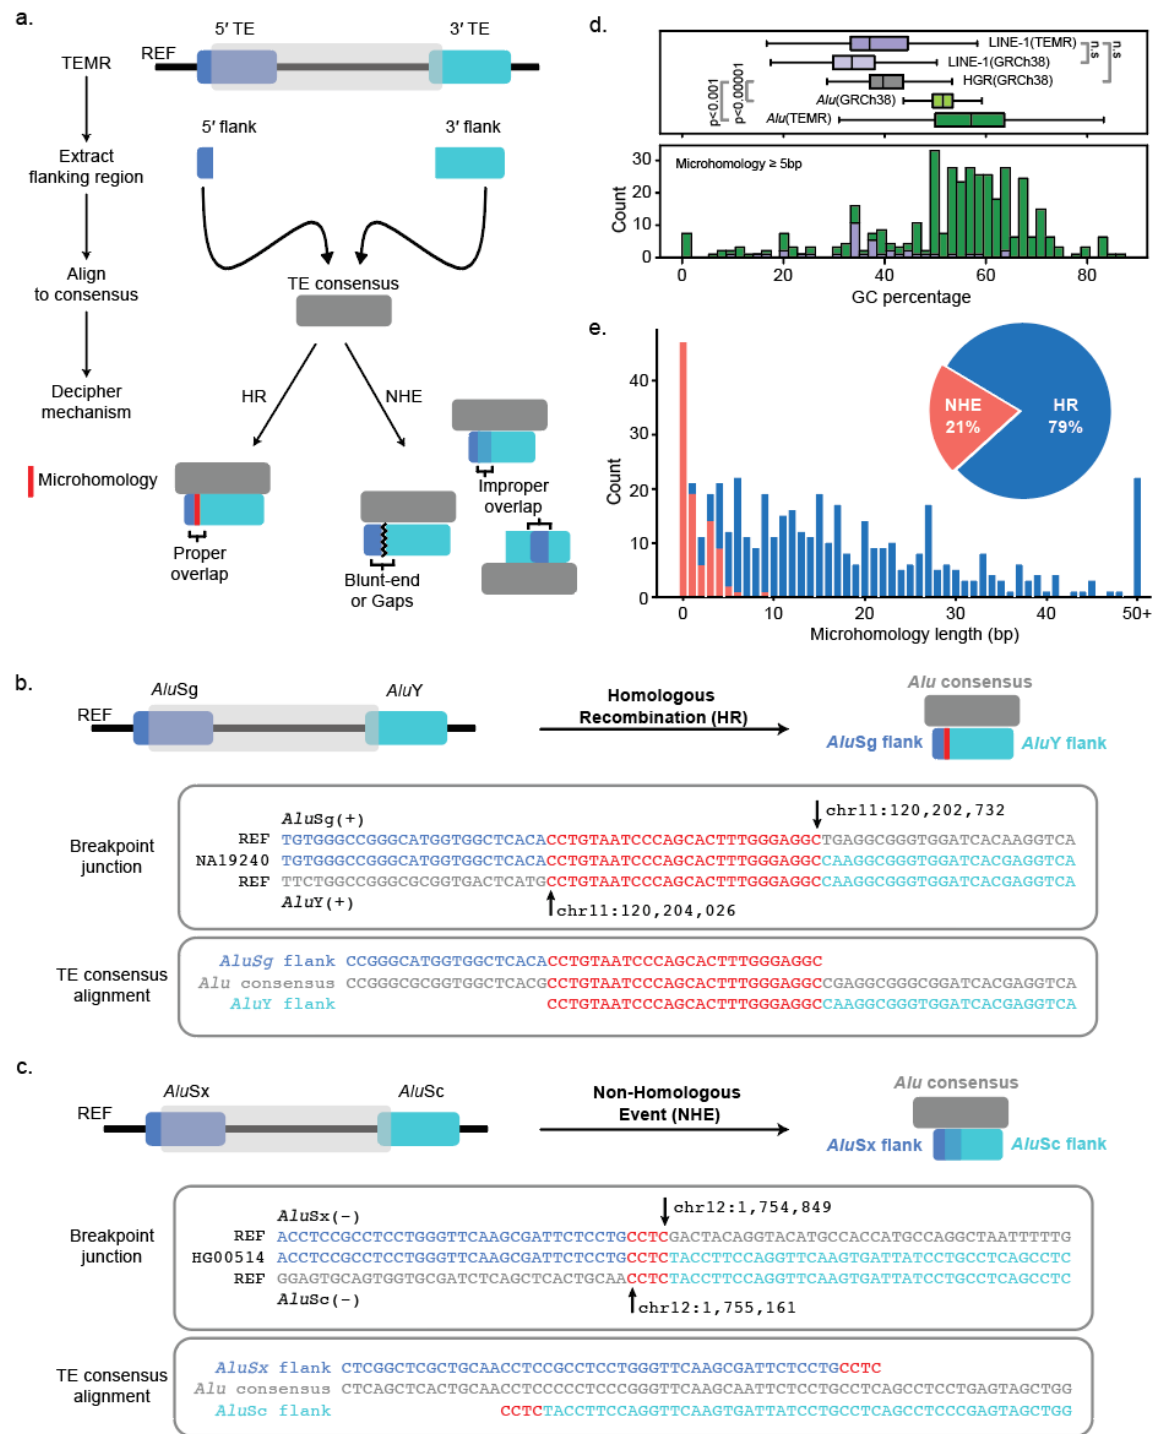 a.
5′ TE
3′ TE
REF
TEMR
5′ flank
3′ flank
Extract
flanking region
Align
to consensus
TE consensus
Decipher
mechanism
HR
NHE
Microhomology
Proper
overlap
Blunt-end
or Gaps
Improper
overlap
d.
LINE-1(TEMR)
LINE-1(GRCh38)
HGR(GRCh38)
Alu(GRCh38)
Alu(TEMR)
n.s
n.s
p<0.001
p<0.00001
Microhomology ≥ 5bp
Count
30
20
10
0
0 20 40 60 80
GC percentage
e.
NHE
21%
HR
79%
Count
40
30
20
10
0
0 10 20 30 40 50+
Microhomology length (bp)
b.
AluSg
AluY
REF
Homologous
Recombination (HR)
Alu consensus
AluSg flank
AluY flank
Breakpoint
junction
AluSg(+)
chr11:120,202,732
REF TGTGGGCCGGGCATGGTGGCTCACACCTGTAATCCCAGCACTTTGGGAGGCTGAGGCGGGTGGATCACAAGGTCA
NA19240 TGTGGGCCGGGCATGGTGGCTCACACCTGTAATCCCAGCACTTTGGGAGGCCAAGGCGGGTGGATCACGAGGTCA
REF TTCTGGCCGGGCGCGGTGACTCATGCCTGTAATCCCAGCACTTTGGGAGGCCAAGGCGGGTGGATCACGAGGTCA
AluY(+)
chr11:120,204,026
TE consensus
alignment
AluSg flank CCGGGCATGGTGGCTCACACCTGTAATCCCAGCACTTTGGGAGGC
Alu consensus CCGGGCGCGGTGGCTCACGCCTGTAATCCCAGCACTTTGGGAGGCCGAGGCGGGCGGATCACGAGGTCA
AluY flank CCTGTAATCCCAGCACTTTGGGAGGCCAAGGCGGGTGGATCACGAGGTCA
c.
AluSx
AluSc
REF
Non-Homologous
Event (NHE)
Alu consensus
AluSx flank
AluSc flank
Breakpoint
junction
AluSx(−)
chr12:1,754,849
REF ACCTCCGCCTCCTGGGTTCAAGCGATTCTCCTGCCTCGACTACAGGTACATGCCACCATGCCAGGCTAATTTTTG
HG00514 ACCTCCGCCTCCTGGGTTCAAGCGATTCTCCTGCCTCTACCTTCCAGGTTCAAGTGATTATCCTGCCTCAGCCTC
REF GGAGTGCAGTGGTGCGATCTCAGCTCACTGCAACCTCTACCTTCCAGGTTCAAGTGATTATCCTGCCTCAGCCTC
AluSc(−)
chr12:1,755,161
TE consensus
alignment
AluSx flank CTCGGCTCGCTGCAACCTCCGCCTCCTGGGTTCAAGCGATTCTCCTGCCTC
Alu consensus CTCAGCTCACTGCAACCTCCCCCTCCCGGGTTCAAGCAATTCTCCTGCCTCAGCCTCCTGAGTAGCTGG
AluSc flank CCTCTACCTTCCAGGTTCAAGTGATTATCCTGCCTCAGCCTCCCGAGTAGCTGG